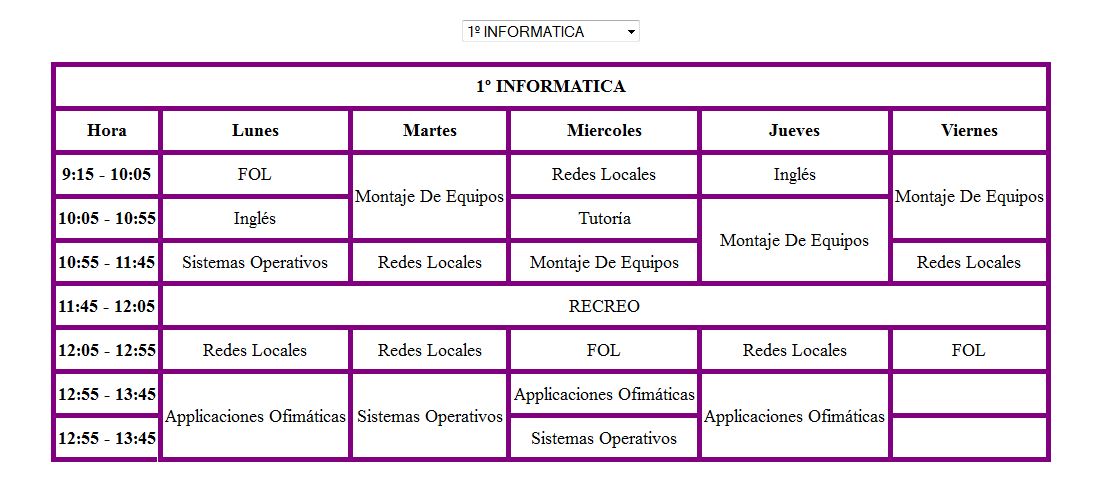 1º INFORMATICA
1º INFORMATICA
Hora Lunes Martes Miercoles Jueves Viernes
9:15 - 10:05 FOL Montaje De Equipos Redes Locales Inglés Montaje De Equipos
10:05 - 10:55 Inglés Tutoría Montaje De Equipos
10:55 - 11:45 Sistemas Operativos Redes Locales Montaje De Equipos Redes Locales
11:45 - 12:05 RECREO
12:05 - 12:55 Redes Locales Redes Locales FOL Redes Locales FOL
12:55 - 13:45 Applicaciones Ofimáticas Sistemas Operativos Applicaciones Ofimáticas Applicaciones Ofimáticas
12:55 - 13:45 Sistemas Operativos